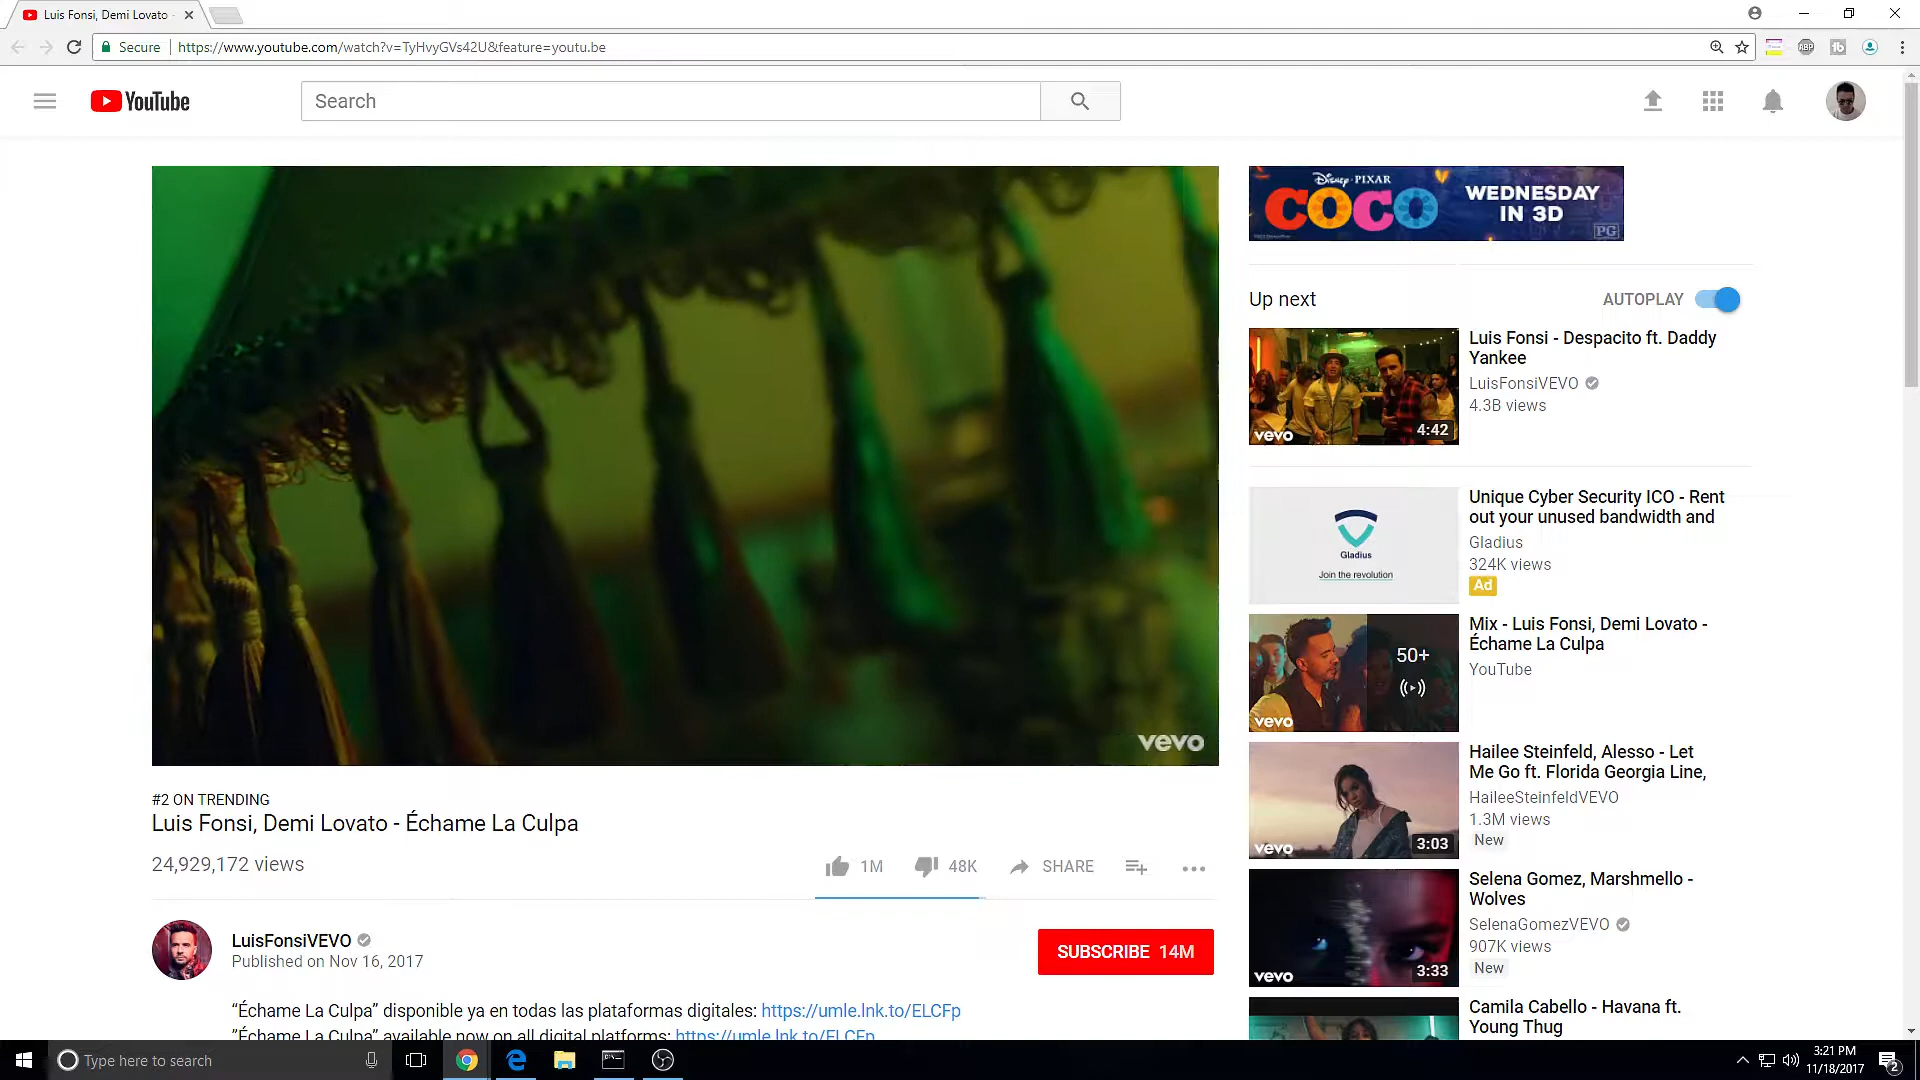 Luis Fonsi, Demi Lovato -
Secure
https://www.youtube.com/watch?v=TyHvyGVs42U&feature=youtu.be
ABP
YouTube
Search
vevo
#2 ON TRENDING
Luis Fonsi, Demi Lovato - Échame La Culpa
24,929,172 views
1M
48K
SHARE
LuisFonsiVEVO
Published on Nov 16, 2017
SUBSCRIBE 14M
“Échame La Culpa” disponible ya en todas las plataformas digitales: https://umle.lnk.to/ELCFp
”Échame La Culpa” available now on all digital platforms: https://umle.lnk.to/ELCFp
Disney • PIXAR
COCO
WEDNESDAY
IN 3D
PG
Up next
AUTOPLAY
vevo
4:42
Luis Fonsi - Despacito ft. Daddy
Yankee
LuisFonsiVEVO
4.3B views
Gladius
Join the revolution
Unique Cyber Security ICO - Rent
out your unused bandwidth and
Gladius
324K views
Ad
50+
vevo
Mix - Luis Fonsi, Demi Lovato -
Échame La Culpa
YouTube
vevo
3:03
Hailee Steinfeld, Alesso - Let
Me Go ft. Florida Georgia Line,
HaileeSteinfeldVEVO
1.3M views
New
vevo
3:33
Selena Gomez, Marshmello -
Wolves
SelenaGomezVEVO
907K views
New
Camila Cabello - Havana ft.
Young Thug
Type here to search
3:21 PM
11/18/2017
2